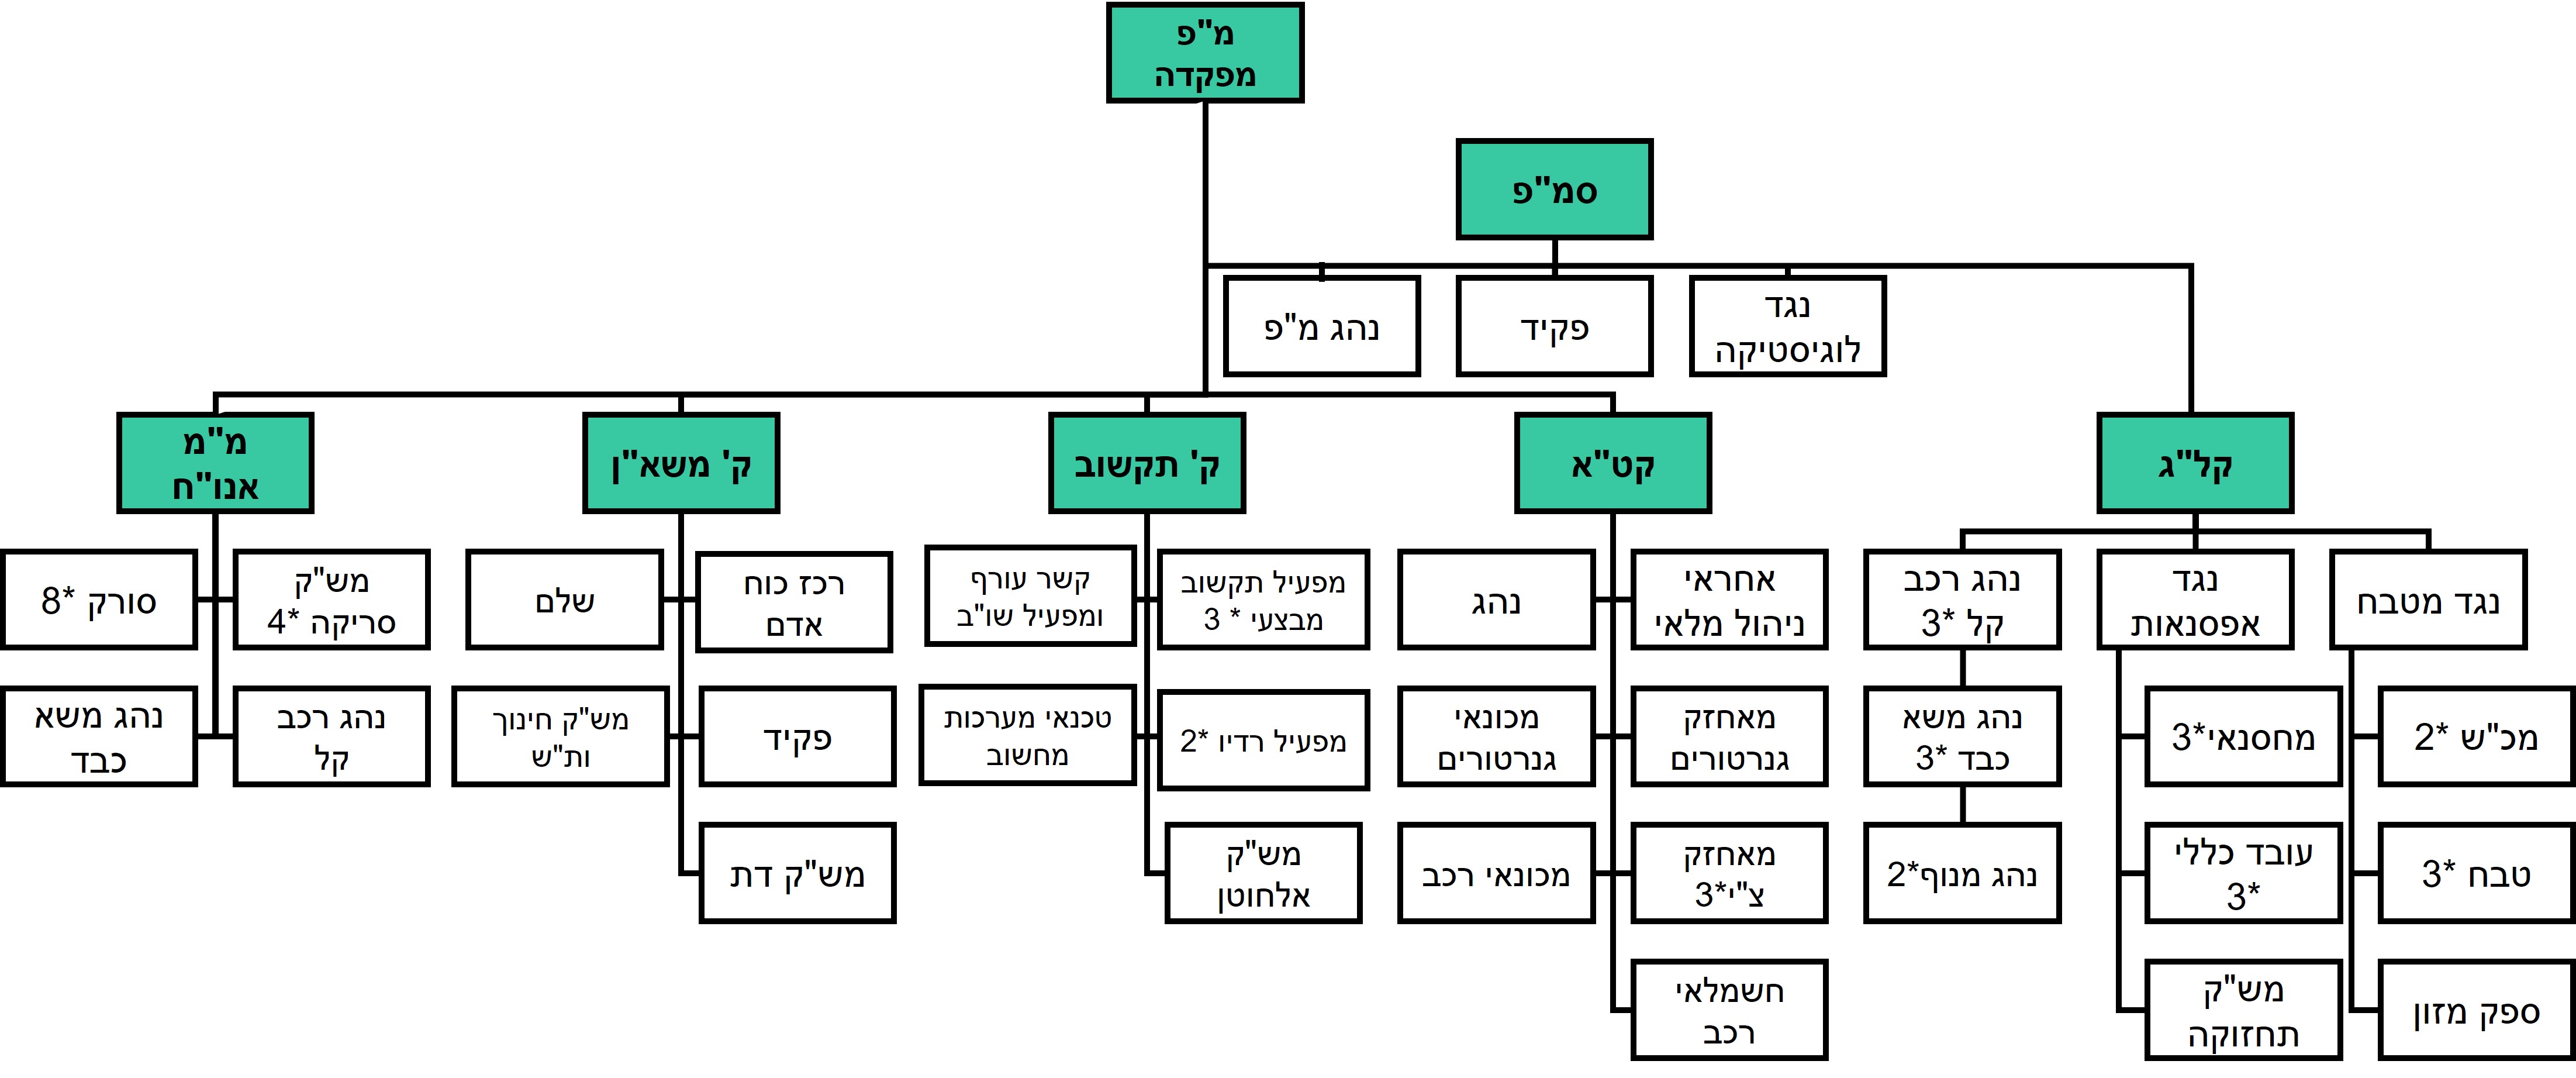 מ"פ
מפקדה
סמ"פ
נגד
לוגיסטיקה
פקיד
נהג מ"פ
קל"ג
קט"א
ק' תקשוב
ק' משא"ן
מ"מ
אנו"ח
נגד מטבח
נגד
אפסנאות
נהג רכב
קל *3
אחראי
ניהול מלאי
נהג
מפעיל תקשוב
מבצעי * 3
קשר עורף
ומפעיל שו"ב
רכז כוח
אדם
שלם
מש"ק
סריקה *4
סורק *8
מכ"ש *2
מחסנאי*3
נהג משא
כבד *3
מאחזק
גנרטורים
מכונאי
גנרטורים
מפעיל רדיו *2
טכנאי מערכות
מחשוב
פקיד
מש"ק חינוך
ות"ש
נהג רכב
קל
נהג משא
כבד
טבח *3
עובד כללי
*3
נהג מנוף*2
מאחזק
צ"י*3
מכונאי רכב
מש"ק
אלחוטן
מש"ק דת
ספק מזון
מש"ק
תחזוקה
חשמלאי
רכב